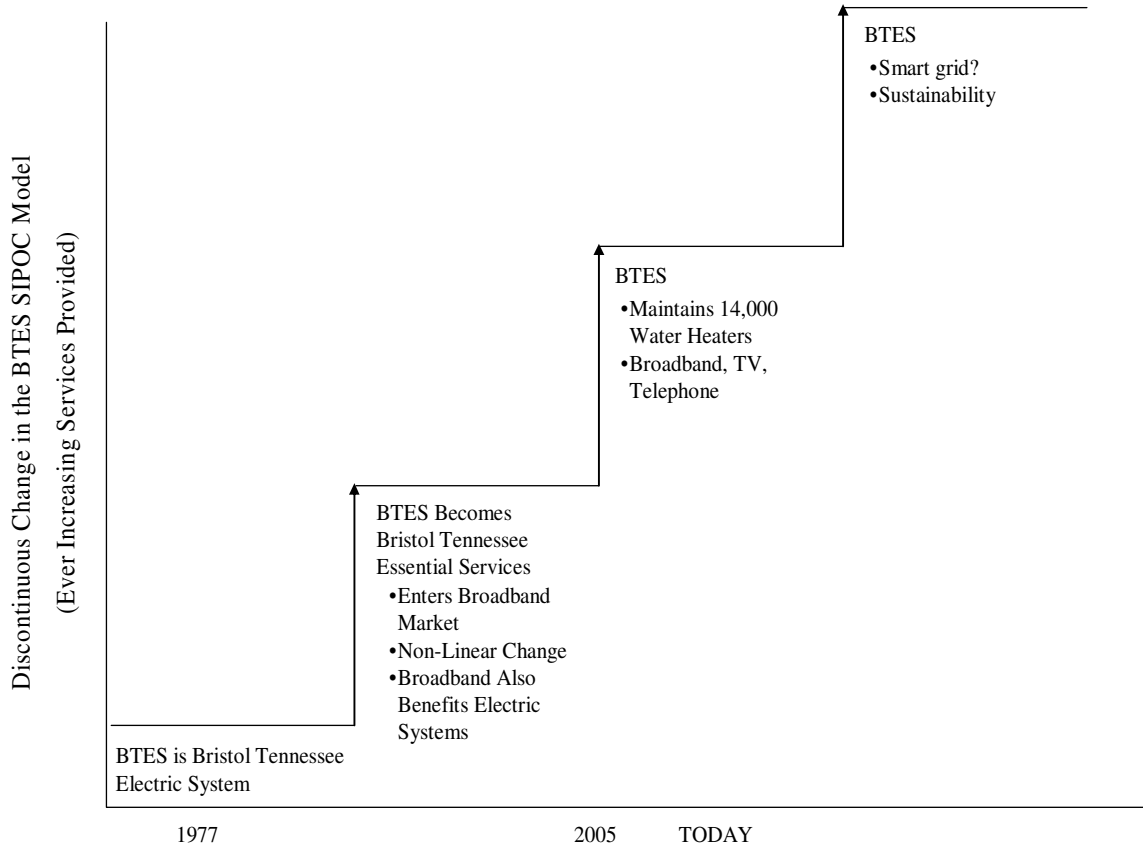 Discontinuous Change in the BTES SIPOC Model
(Ever Increasing Services Provided)
BTES
•Smart grid?
•Sustainability
BTES
•Maintains 14,000
Water Heaters
•Broadband, TV,
Telephone
BTES Becomes
Bristol Tennessee
Essential Services
•Enters Broadband
Market
•Non-Linear Change
•Broadband Also
Benefits Electric
Systems
BTES is Bristol Tennessee
Electric System
1977
2005
TODAY